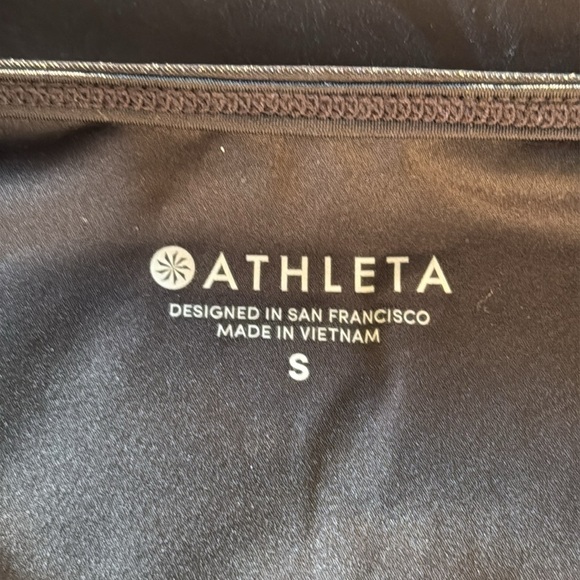 ATHLETA
DESIGNED IN SAN FRANCISCO
MADE IN VIETNAM
S